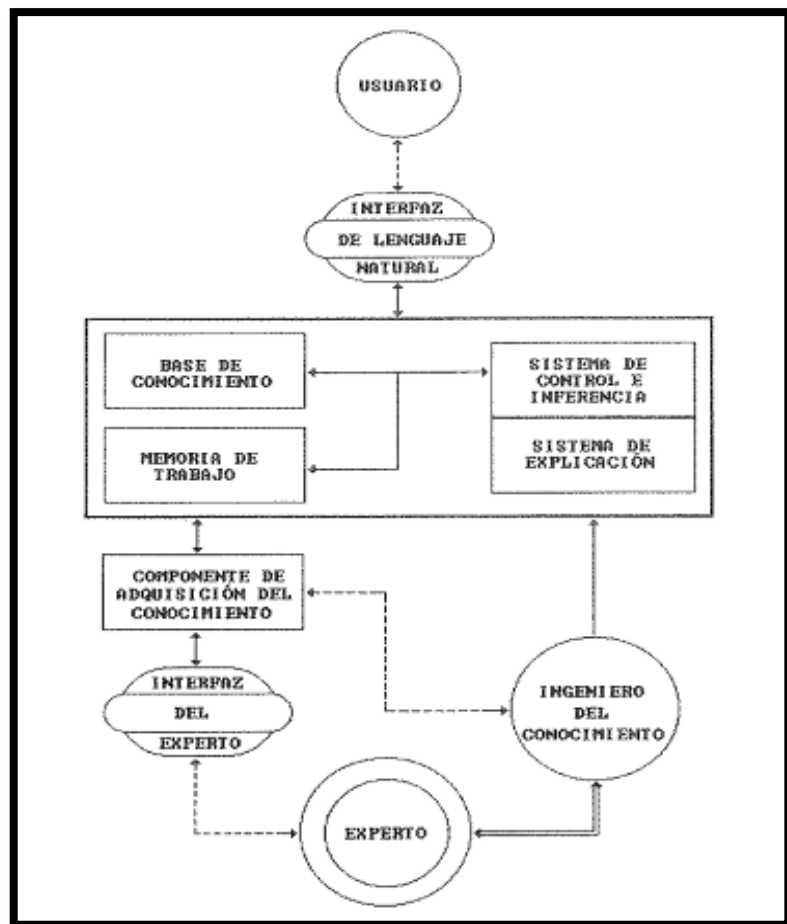 USUARIO
INTERFAZ
DE LENGUAJE
NATURAL
BASE DE
CONOCIMIENTO
SISTEMA DE
CONTROL E
INFERENCIA
MEMORIA DE
TRABAJO
SISTEMA DE
EXPLICACIÓN
COMPONENTE DE
ADQUISICIÓN DEL
CONOCIMIENTO
INTERFAZ
DEL
EXPERTO
INGENIERO
DEL
CONOCIMIENTO
EXPERTO